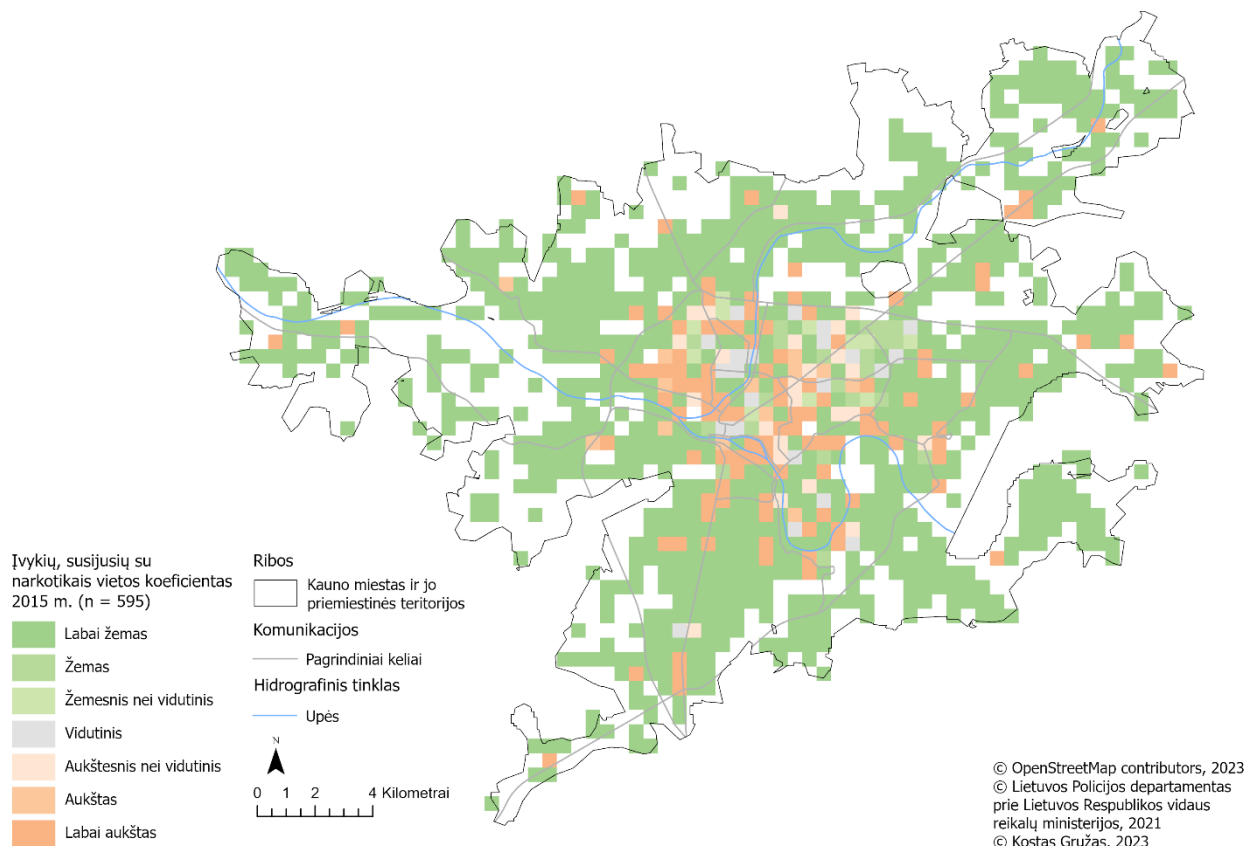 Įvykių, susijusių su
narkotikais vietos koeficientas
2015 m. (n = 595)
Labai žemas
Žemas
Žemesnis nei vidutinis
Vidutinis
Aukštesnis nei vidutinis
Aukštas
Labai aukštas
Ribos
Kauno miestas ir jo
priemiestinės teritorijos
Komunikacijos
Pagrindiniai keliai
Hidrografinis tinklas
Upės
N
0 1 2 4 Kilometrai
© OpenStreetMap contributors, 2023
© Lietuvos Policijos departamentas
prie Lietuvos Respublikos vidaus
reikalų ministerijos, 2021
© Kostas Gružas, 2023